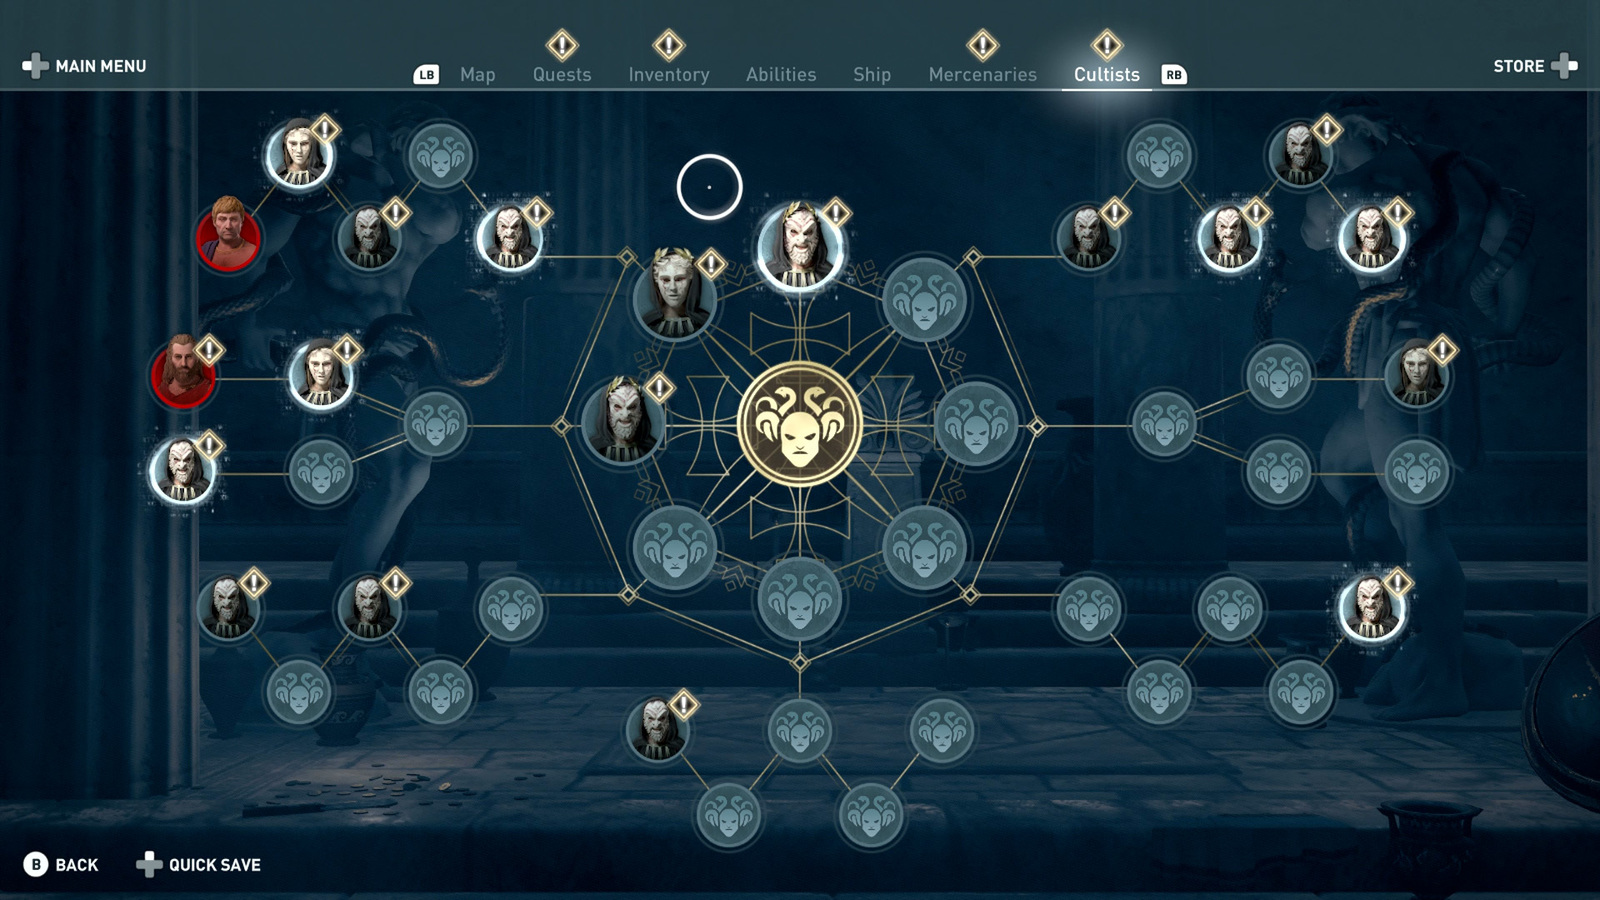 MAIN MENU
LB
Map
Quests
Inventory
Abilities
Ship
Mercenaries
Cultists
RB
STORE
B BACK
QUICK SAVE